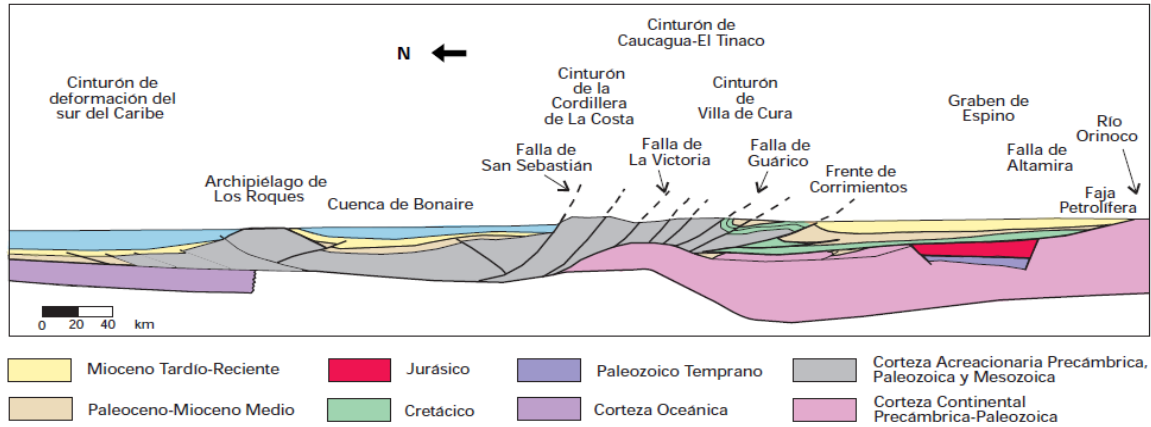 Cinturón de
Caucagua-El Tinaco
N
Cinturón de
deformación del
sur del Caribe
Cinturón
de la
Cordillera
de La Costa
Cinturón
de
Villa de Cura
Graben de
Espino
Río
Orinoco
Falla de
San Sebastián
Falla de
La Victoria
Falla de
Guárico
Frente de
Corrimientos
Falla de
Altamira
Faja
Petrolífera
Archipiélago de
Los Roques
Cuenca de Bonaire
0 20 40 km
Mioceno Tardío-Reciente
Jurásico
Paleozoico Temprano
Corteza Acreacionaria Precámbrica,
Paleozoica y Mesozoica
Paleoceno-Mioceno Medio
Cretácico
Corteza Oceánica
Corteza Continental
Precámbrica-Paleozoica